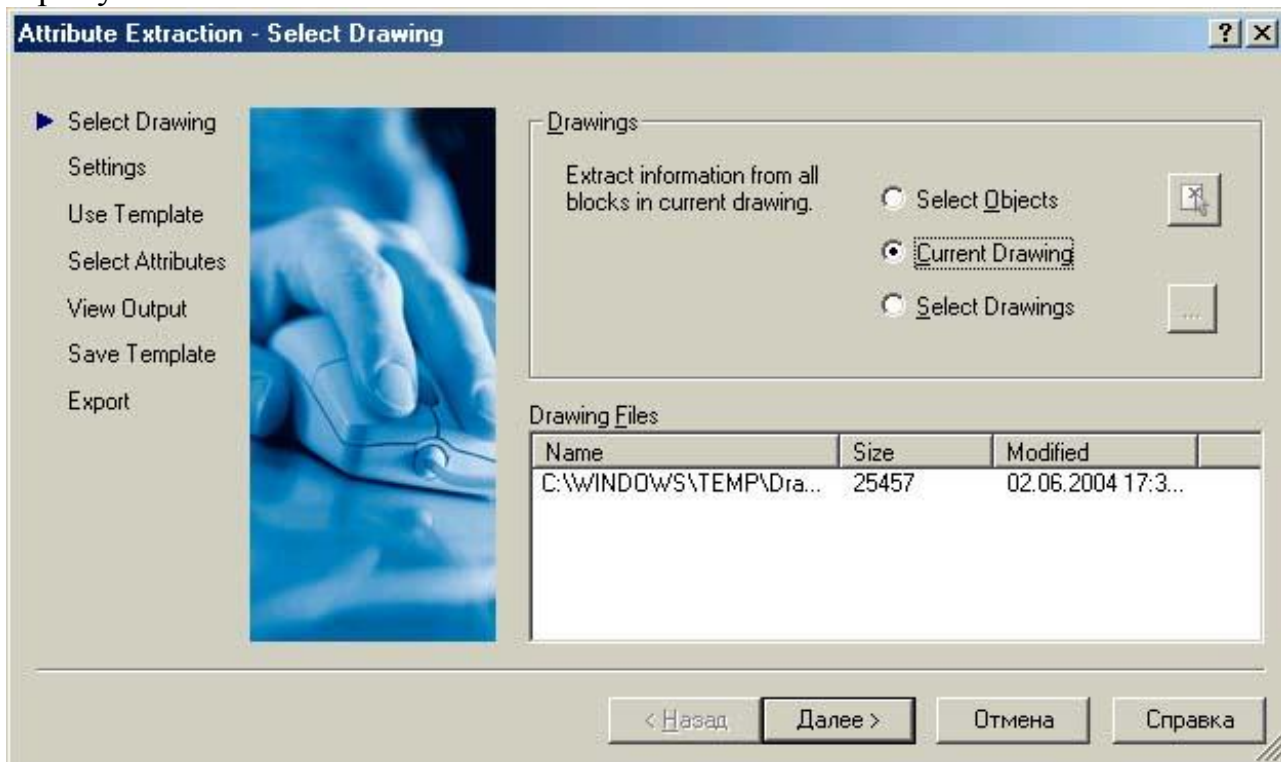 Attribute Extraction - Select Drawing
Select Drawing
Settings
Use Template
Select Attributes
View Output
Save Template
Export
Drawings
Extract information from all
blocks in current drawing.
Select Objects
Current Drawing
Select Drawings
...
Drawing Files
Name Size Modified
C:\WINDOWS\TEMP\Dra... 25457 02.06.2004 17:3...
< Назад Далее > Отмена Справка